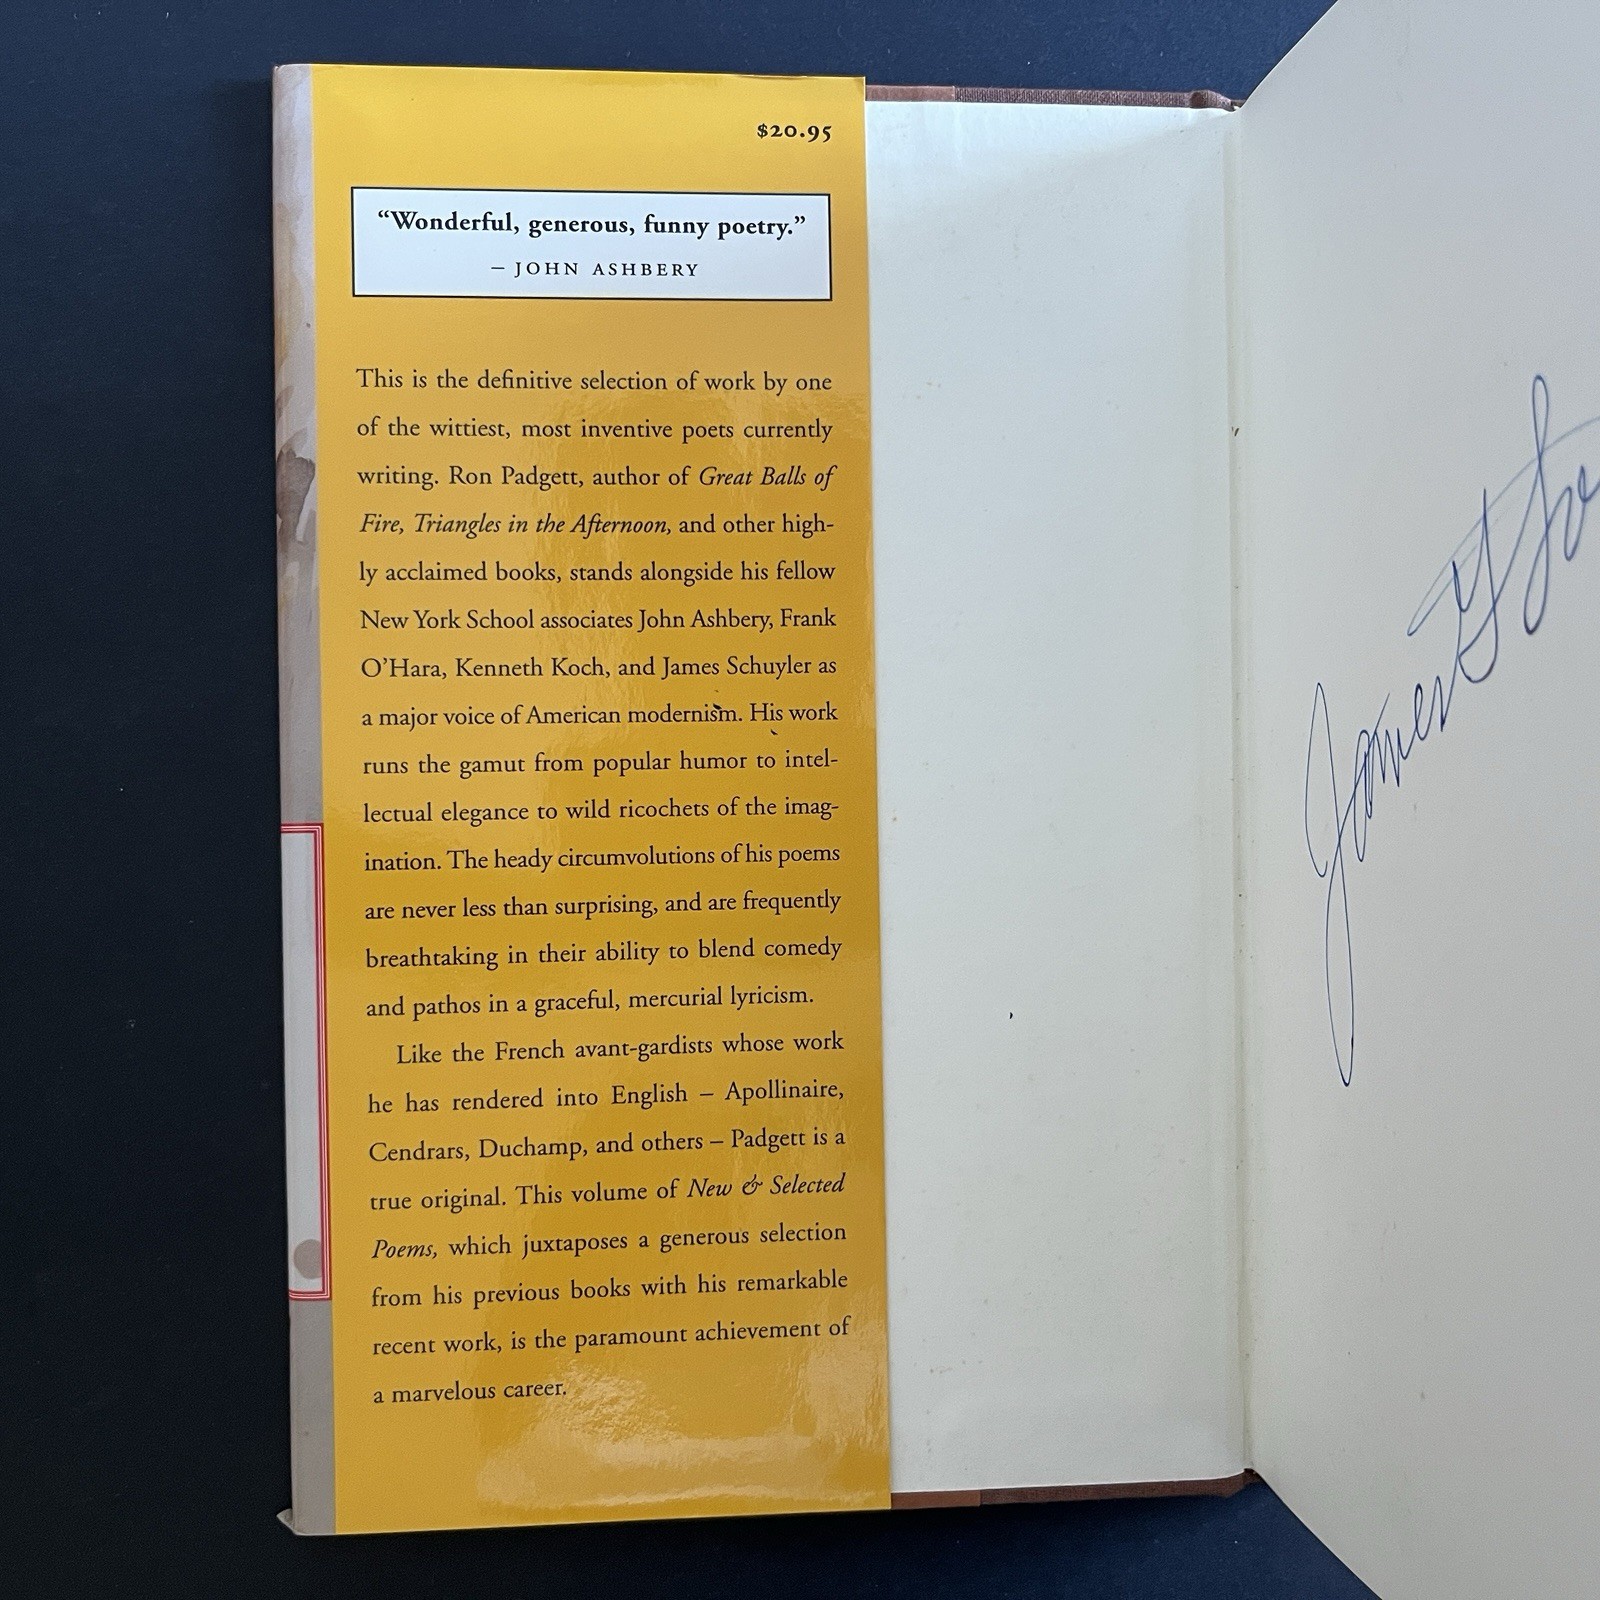 $20.95
“Wonderful, generous, funny poetry.”
– JOHN ASHBERY
This is the definitive selection of work by one
of the wittiest, most inventive poets currently
writing. Ron Padgett, author of Great Balls of
Fire, Triangles in the Afternoon, and other high-
ly acclaimed books, stands alongside his fellow
New York School associates John Ashbery, Frank
O’Hara, Kenneth Koch, and James Schuyler as
a major voice of American modernism. His work
runs the gamut from popular humor to intel-
lectual elegance to wild ricochets of the imag-
ination. The heady circumvolutions of his poems
are never less than surprising, and are frequently
breathtaking in their ability to blend comedy
and pathos in a graceful, mercurial lyricism.
Like the French avant-gardists whose work
he has rendered into English – Apollinaire,
Cendrars, Duchamp, and others – Padgett is a
true original. This volume of New & Selected
Poems, which juxtaposes a generous selection
from his previous books with his remarkable
recent work, is the paramount achievement of
a marvelous career.
James